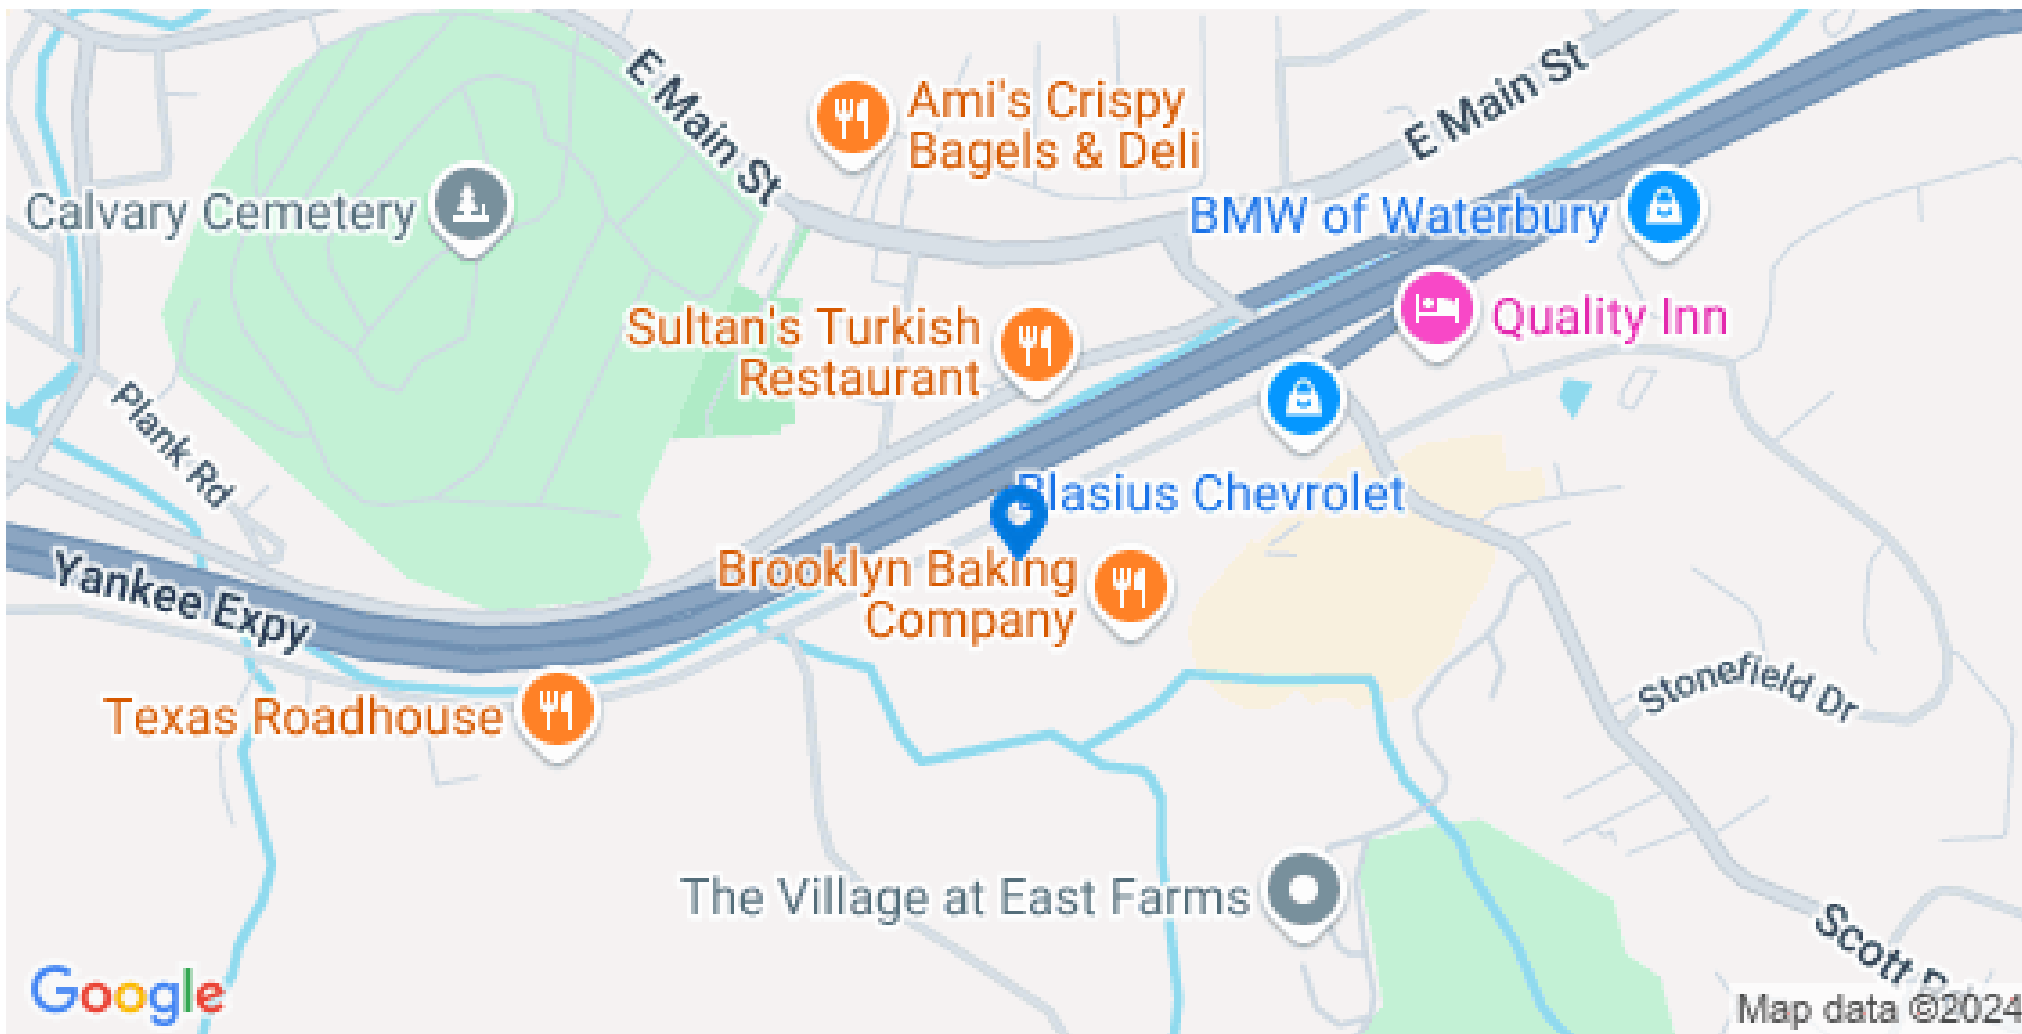 E Main St
Ami's Crispy
Bagels & Deli
E Main St
Calvary Cemetery
BMW of Waterbury
Sultan's Turkish
Restaurant
Quality Inn
Plank Rd
Blasius Chevrolet
Yankee Expy
Brooklyn Baking
Company
Texas Roadhouse
Stonefield Dr
The Village at East Farms
Scott
Google
Map data ©2024